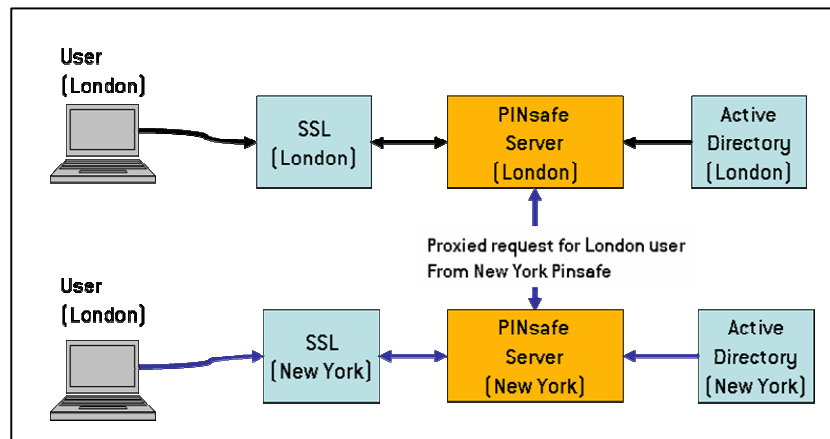 User
(London)
SSL
(London)
PINsafe
Server
(London)
Active
Directory
(London)
Proxied request for London user
From New York Pinsafe
User
(London)
SSL
(New York)
PINsafe
Server
(New York)
Active
Directory
(New York)